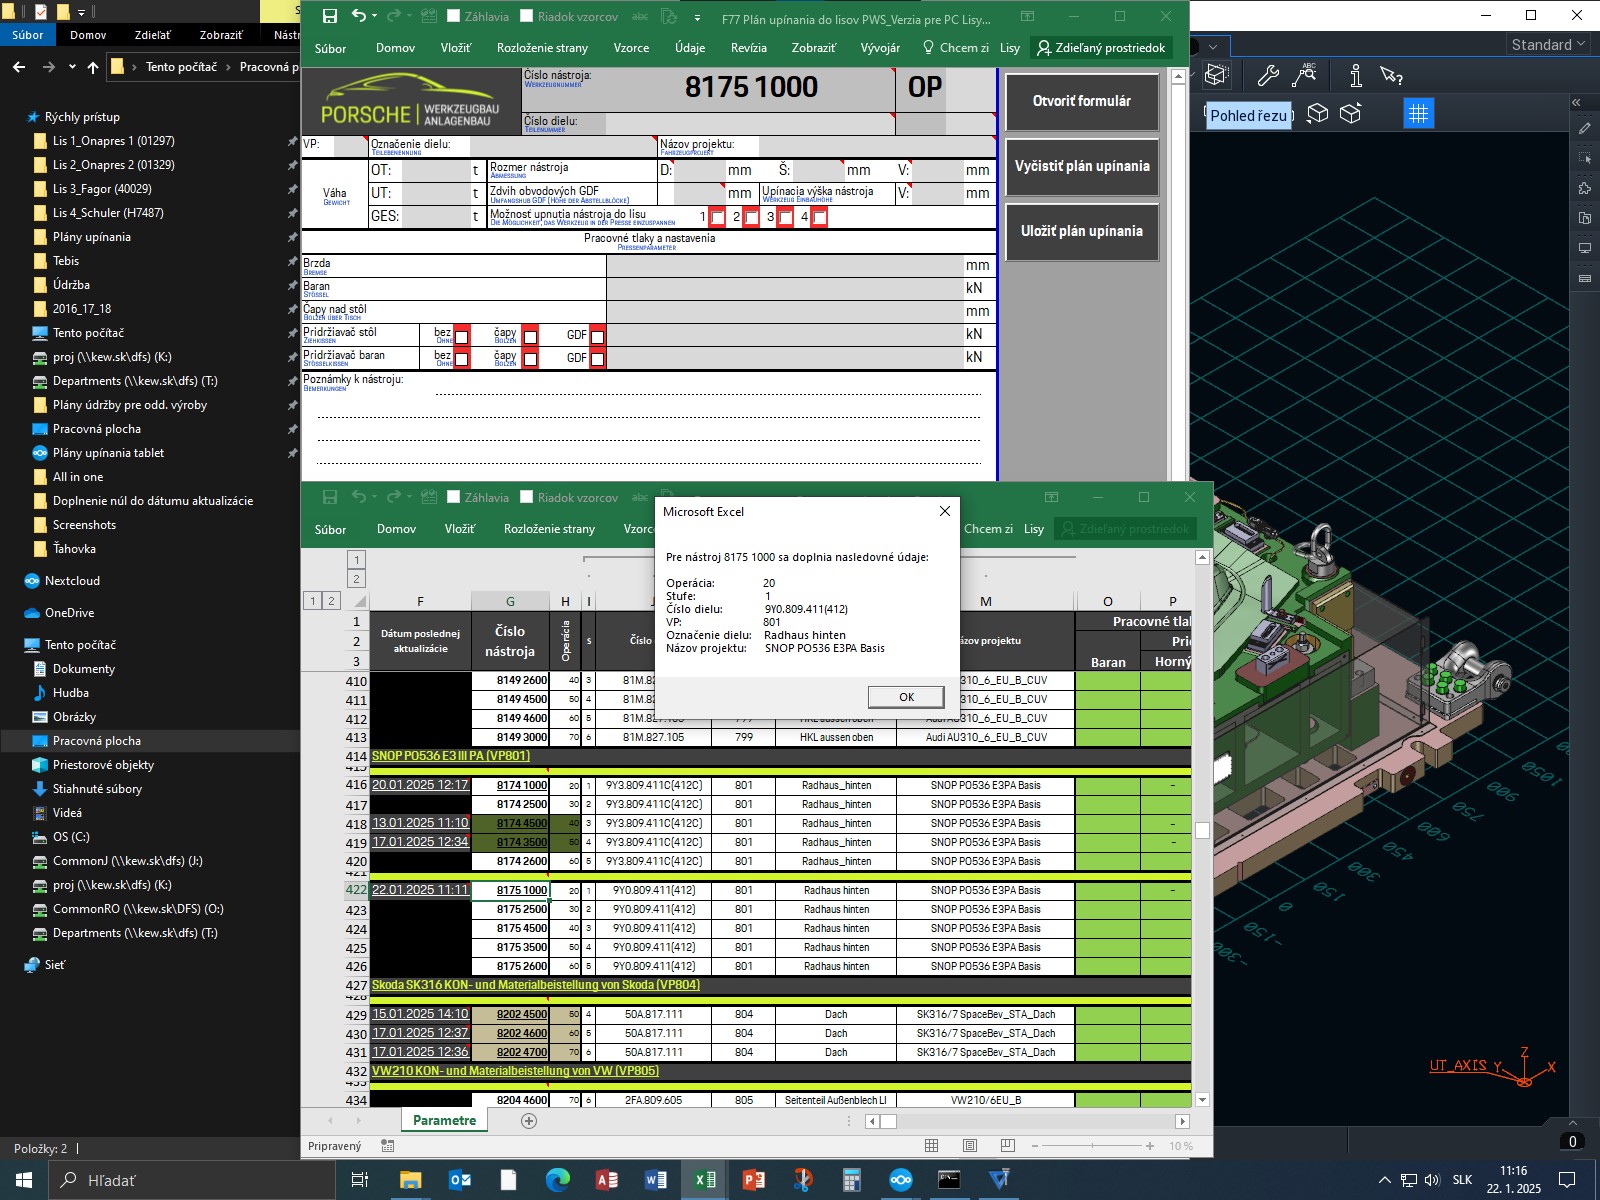 Súbor
Domov
Zdieľať
Zobraziť
Tento počítač
Rýchly prístup
Lis 1_Onapres 1 (01297)
Lis 2_Onapres 2 (01329)
Lis 3_Fagor (40029)
Lis 4_Schuler (H7487)
Plány upínania
Tebis
Údržba
2016_17_18
Tento počítač
proj (\\kew.sk\dfs) (K:)
Departments (\\kew.sk\dfs) (T:)
Plány údržby pre odd. výroby
Pracovná plocha
Plány upínania tablet
All in one
Doplnenie núl do dátumu aktualizácie
Screenshots
Ťahovka
Nextcloud
OneDrive
Tento počítač
Dokumenty
Hudba
Obrázky
Pracovná plocha
Priestorové objekty
Stiahnuté súbory
Videá
OS (C:)
CommonJ (\\kew.sk\dfs) (J:)
proj (\\kew.sk\dfs) (K:)
CommonRO (\\kew.sk\DFS) (O:)
Departments (\\kew.sk\dfs) (T:)
Sieť
Položky: 2
Záhlavia Riadok vzorcov F77 Plán upínania do lisov PWS_Verzia pre PC Lisy...
Súbor Domov Vložiť Rozloženie strany Vzorce Údaje Revízia Zobraziť Vývojár Chcem zi Lisy Zdieľaný prostriedok
PORSCHE WERKZEUGBAU ANLAGENBAU
Číslo nástroja: 8175 1000 OP
WERKZEUGNUMMER
Číslo dielu:
TEILENUMMER
VP: Označenie dielu: Názov projektu:
TEILEBENENNUNG FAHRZEUGPROJEKT
Váha
GEWICHT
OT: t Rozmer nástroja D: mm Š: mm V: mm
ABMESSUNG
UT: t Zdvih obvodových GDF mm Upínacia výška nástroja V: mm
UMFANGSHUB GDF (HÖHE DER ABSTELLBLÖCKE) WERKZEUG EINBAUHÖHE
GES: t Možnosť upnutia nástroja do lisu 1 2 3 4
DIE MÖGLICHKEIT, DAS WERKZEUG IN DER PRESSE EINZUSPANNEN
Pracovné tlaky a nastavenia
PRESSENPARAMETER
Brzda mm
BREMSE
Baran kN
STÖSSEL
Čapy nad stôl mm
BOLZEN ÜBER TISCH
Pridržiavač stôl bez čapy GDF kN
ZIEHKISSEN OHNE BOLZEN
Pridržiavač baran bez čapy GDF kN
STÖSSELKISSEN OHNE BOLZEN
Poznámky k nástroju:
BEMERKUNGEN
Otvoriť formulár
Vyčistiť plán upínania
Uložiť plán upínania
Záhlavia Riadok vzorcov
Súbor Domov Vložiť Rozloženie strany Chcem zi Lisy Zdieľaný prostriedok
Microsoft Excel
Pre nástroj 8175 1000 sa doplnia nasledovné údaje:
Operácia: 20
Stufe: 1
Číslo dielu: 9Y0.809.411(412)
VP: 801
Označenie dielu: Radhaus hinten
Názov projektu: SNOP PO536 E3PA Basis
OK
1
2
1 2 F G H I M O P
1 2 3
Dátum poslednej aktualizácie Číslo nástroja Operácia s Pracovné tlal
Baran Horný
410 8149 2600 40 3
411 8149 4500 50 4
412 8149 4600 60 5
413 8149 3000 70 6 81M.827.105 799 HKL aussen oben Audi AU310_6_EU_B_CUV
414 SNOP PO536 E3 III PA (VP801)
416 20.01.2025 12:17 8174 1000 20 1 9Y3.809.411C(412C) 801 Radhaus_hinten SNOP PO536 E3PA Basis -
417 8174 2500 30 2 9Y3.809.411C(412C) 801 Radhaus_hinten SNOP PO536 E3PA Basis
418 13.01.2025 11:10 8174 4500 40 3 9Y3.809.411C(412C) 801 Radhaus_hinten SNOP PO536 E3PA Basis -
419 17.01.2025 12:34 8174 3500 50 4 9Y3.809.411C(412C) 801 Radhaus_hinten SNOP PO536 E3PA Basis -
420 8174 2600 60 5 9Y3.809.411C(412C) 801 Radhaus_hinten SNOP PO536 E3PA Basis
422 22.01.2025 11:11 8175 1000 20 1 9Y0.809.411(412) 801 Radhaus hinten SNOP PO536 E3PA Basis -
423 8175 2500 30 2 9Y0.809.411(412) 801 Radhaus hinten SNOP PO536 E3PA Basis
424 8175 4500 40 3 9Y0.809.411(412) 801 Radhaus hinten SNOP PO536 E3PA Basis
425 8175 3500 50 4 9Y0.809.411(412) 801 Radhaus hinten SNOP PO536 E3PA Basis
426 8175 2600 60 5 9Y0.809.411(412) 801 Radhaus hinten SNOP PO536 E3PA Basis
427 Skoda SK316 KON- und Materialbeistellung von Skoda (VP804)
429 15.01.2025 14:10 8202 4500 50 4 50A.817.111 804 Dach SK316/7 SpaceBev_STA_Dach
430 17.01.2025 12:37 8202 4600 60 5 50A.817.111 804 Dach SK316/7 SpaceBev_STA_Dach
431 17.01.2025 12:36 8202 4700 70 6 50A.817.111 804 Dach SK316/7 SpaceBev_STA_Dach
432 VW210 KON- und Materialbeistellung von VW (VP805)
434 8204 4600 70 6 2FA.809.605 805 Seitenteil Außenblech LI VW210/6EU_B
Parametre
Pripravený 10 %
Standard
Pohled řezu
1050
900
750
600
450
300
150
0
-150
-300
UT_AXIS Y Z X
0
Hľadať
SLK
11:16
22. 1. 2025